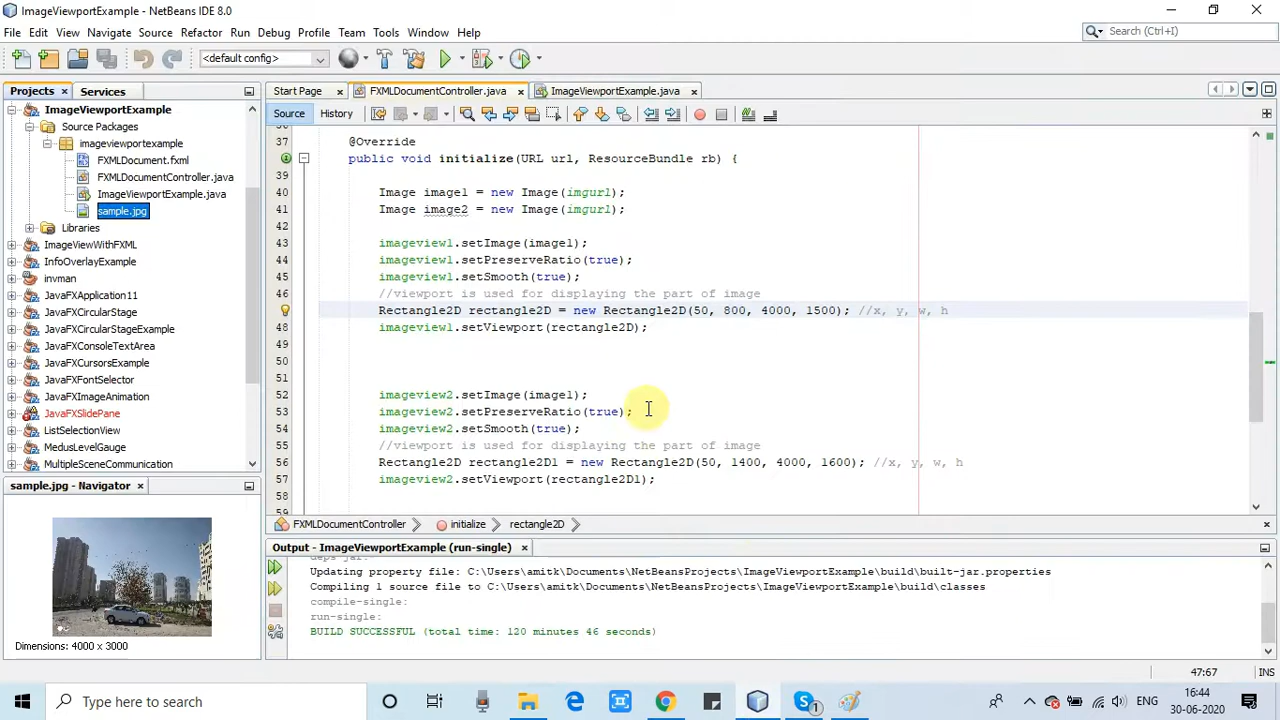 ImageViewportExample - NetBeans IDE 8.0
File Edit View Navigate Source Refactor Run Debug Profile Team Tools Window Help
Search (Ctrl+I)
<default config>
Projects
Services
Start Page
FXMLDocumentController.java
ImageViewportExample.java
Source
History
ImageViewportExample
Source Packages
imageviewportexample
FXMLDocument.fxml
FXMLDocumentController.java
ImageViewportExample.java
sample.jpg
Libraries
ImageViewWithFXML
InfoOverlayExample
invman
JavaFXApplication11
JavaFXCircularStage
JavaFXCircularStageExample
JavaFXConsoleTextArea
JavaFXCursorsExample
JavaFXFontSelector
JavaFXImageAnimation
JavaFXSlidePane
ListSelectionView
MedusLevelGauge
MultipleSceneCommunication
37 @Override
public void initialize(URL url, ResourceBundle rb) {
39
40 Image image1 = new Image(imgurl);
41 Image image2 = new Image(imgurl);
42
43 imageview1.setImage(image1);
44 imageview1.setPreserveRatio(true);
45 imageview1.setSmooth(true);
46 //viewport is used for displaying the part of image
Rectangle2D rectangle2D = new Rectangle2D(50, 800, 4000, 1500); //x, y, w, h
48 imageview1.setViewport(rectangle2D);
49
50
51
52 imageview2.setImage(image1);
53 imageview2.setPreserveRatio(true);
54 imageview2.setSmooth(true);
55 //viewport is used for displaying the part of image
56 Rectangle2D rectangle2D1 = new Rectangle2D(50, 1400, 4000, 1600); //x, y, w, h
57 imageview2.setViewport(rectangle2D1);
58
FXMLDocumentController initialize rectangle2D
sample.jpg - Navigator
Dimensions: 4000 x 3000
Output - ImageViewportExample (run-single)
deps-jar:
Updating property file: C:\Users\amitk\Documents\NetBeansProjects\ImageViewportExample\build\built-jar.properties
Compiling 1 source file to C:\Users\amitk\Documents\NetBeansProjects\ImageViewportExample\build\classes
compile-single:
run-single:
BUILD SUCCESSFUL (total time: 120 minutes 46 seconds)
47:67
INS
Type here to search
1
ENG
16:44
30-06-2020